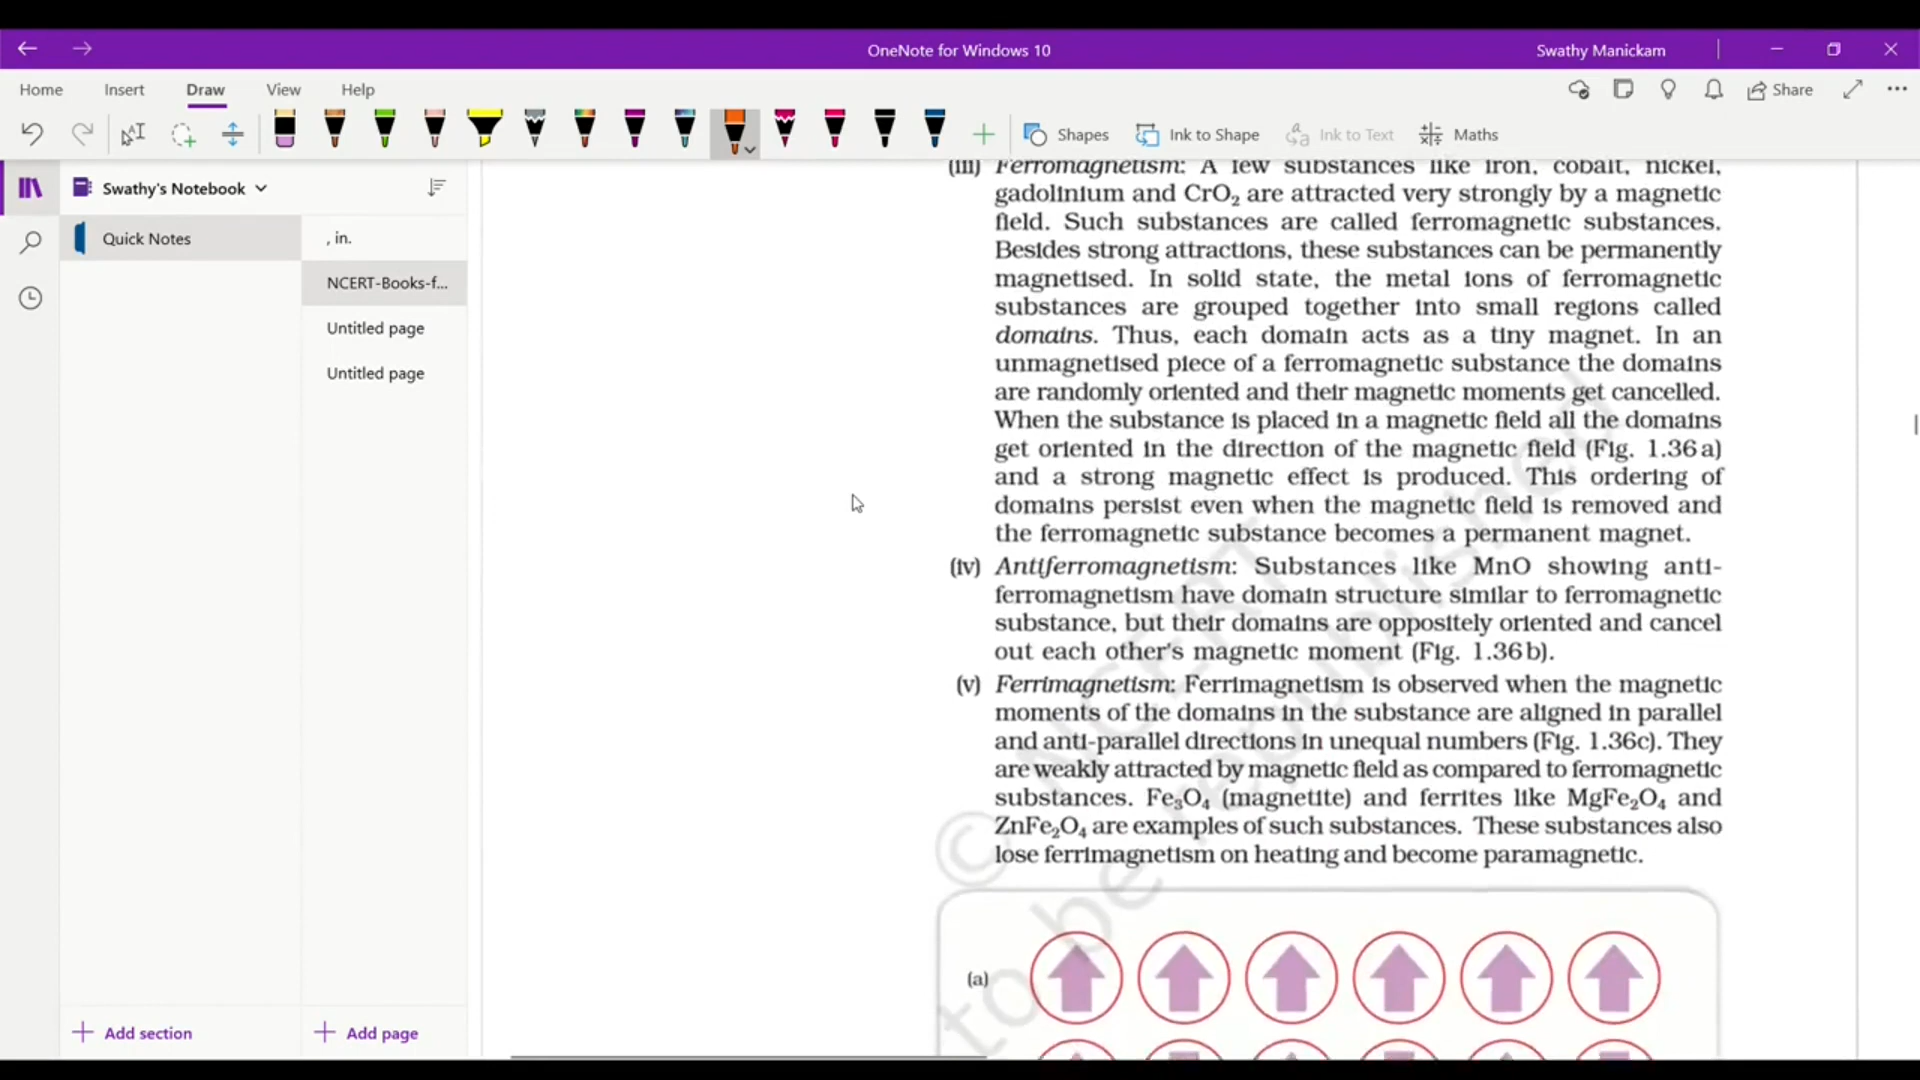 OneNote for Windows 10
Swathy Manickam
Home Insert Draw View Help
Share
Shapes Ink to Shape Ink to Text Maths
Swathy's Notebook
Quick Notes
, in.
NCERT-Books-f...
Untitled page
Untitled page
Add section
Add page
(iii) Ferromagnetism: A few substances like iron, cobalt, nickel,
gadolinium and CrO₂ are attracted very strongly by a magnetic
field. Such substances are called ferromagnetic substances.
Besides strong attractions, these substances can be permanently
magnetised. In solid state, the metal ions of ferromagnetic
substances are grouped together into small regions called
domains. Thus, each domain acts as a tiny magnet. In an
unmagnetised piece of a ferromagnetic substance the domains
are randomly oriented and their magnetic moments get cancelled.
When the substance is placed in a magnetic field all the domains
get oriented in the direction of the magnetic field (Fig. 1.36 a)
and a strong magnetic effect is produced. This ordering of
domains persist even when the magnetic field is removed and
the ferromagnetic substance becomes a permanent magnet.
(iv) Antiferromagnetism: Substances like MnO showing anti-
ferromagnetism have domain structure similar to ferromagnetic
substance, but their domains are oppositely oriented and cancel
out each other's magnetic moment (Fig. 1.36 b).
(v) Ferrimagnetism: Ferrimagnetism is observed when the magnetic
moments of the domains in the substance are aligned in parallel
and anti-parallel directions in unequal numbers (Fig. 1.36c). They
are weakly attracted by magnetic field as compared to ferromagnetic
substances. Fe₃O₄ (magnetite) and ferrites like MgFe₂O₄ and
ZnFe₂O₄ are examples of such substances. These substances also
lose ferrimagnetism on heating and become paramagnetic.
(a)
© NCERT
to be republished